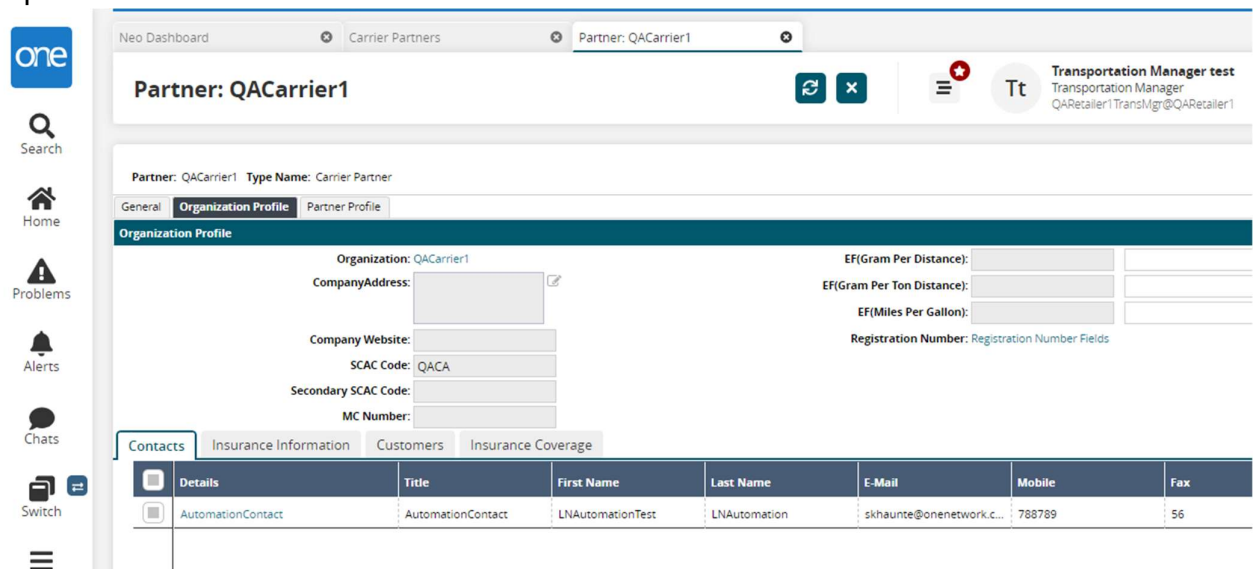 one
Neo Dashboard
Carrier Partners
Partner: QACarrier1
Partner: QACarrier1
Tt
Transportation Manager test
Transportation Manager
QARetailer1TransMgr@QARetailer1
Search
Home
Problems
Alerts
Chats
Switch
Partner: QACarrier1 Type Name: Carrier Partner
General Organization Profile Partner Profile
Organization Profile
Organization: QACarrier1
CompanyAddress:
Company Website:
SCAC Code: QACA
Secondary SCAC Code:
MC Number:
EF(Gram Per Distance):
EF(Gram Per Ton Distance):
EF(Miles Per Gallon):
Registration Number: Registration Number Fields
Contacts Insurance Information Customers Insurance Coverage
Details Title First Name Last Name E-Mail Mobile Fax
AutomationContact AutomationContact LNAutomationTest LNAutomation skhaunte@onenetwork.c... 788789 56